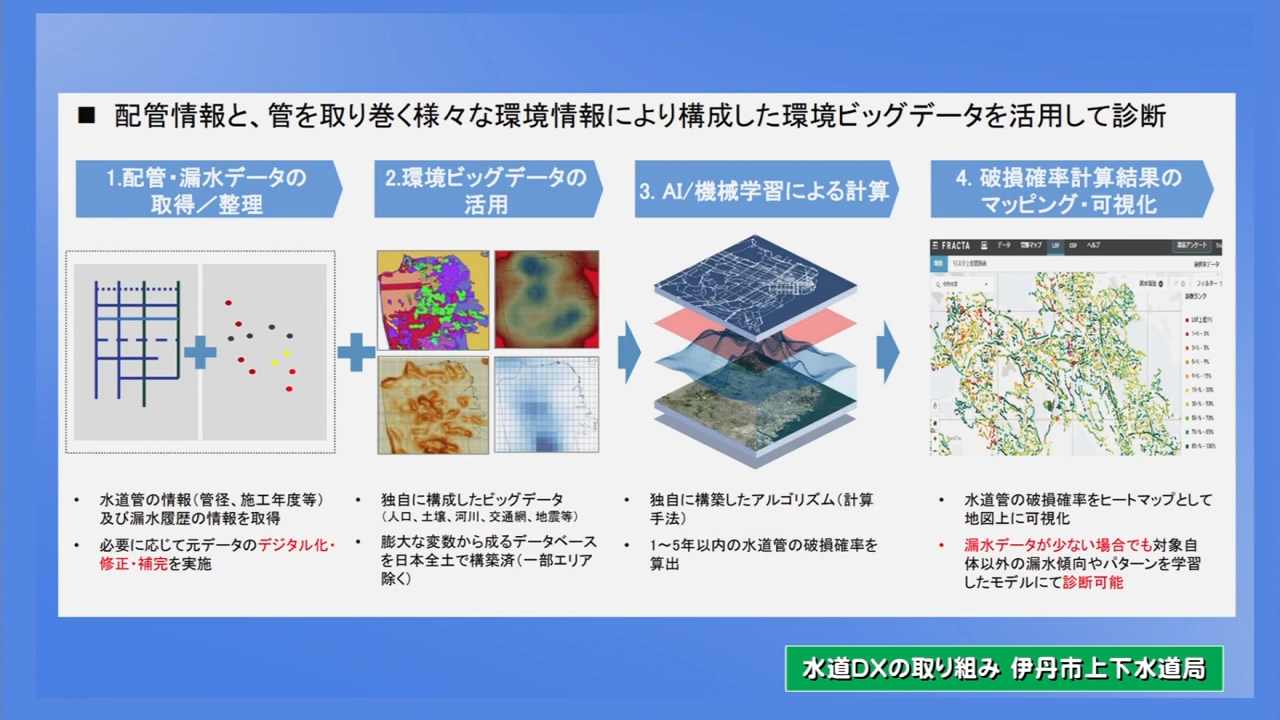 ■ 配管情報と、管を取り巻く様々な環境情報により構成した環境ビッグデータを活用して診断
1.配管・漏水データの
取得／整理
2.環境ビッグデータの
活用
3. AI/機械学習による計算
4. 破損確率計算結果の
マッピング・可視化
FRACTA データ 管路マップ LOF COF ヘルプ
・ 水道管の情報（管径、施工年度等）
及び漏水履歴の情報を取得
・ 必要に応じて元データのデジタル化・
修正・補完を実施
・ 独自に構成したビッグデータ
（人口、土壌、河川、交通網、地震等）
・ 膨大な変数から成るデータベース
を日本全土で構築済（一部エリア
除く）
・ 独自に構築したアルゴリズム（計算
手法）
・ 1～5年以内の水道管の破損確率を
算出
・ 水道管の破損確率をヒートマップとして
地図上に可視化
・ 漏水データが少ない場合でも対象自
体以外の漏水傾向やパターンを学習
したモデルにて診断可能
水道DXの取り組み 伊丹市上下水道局